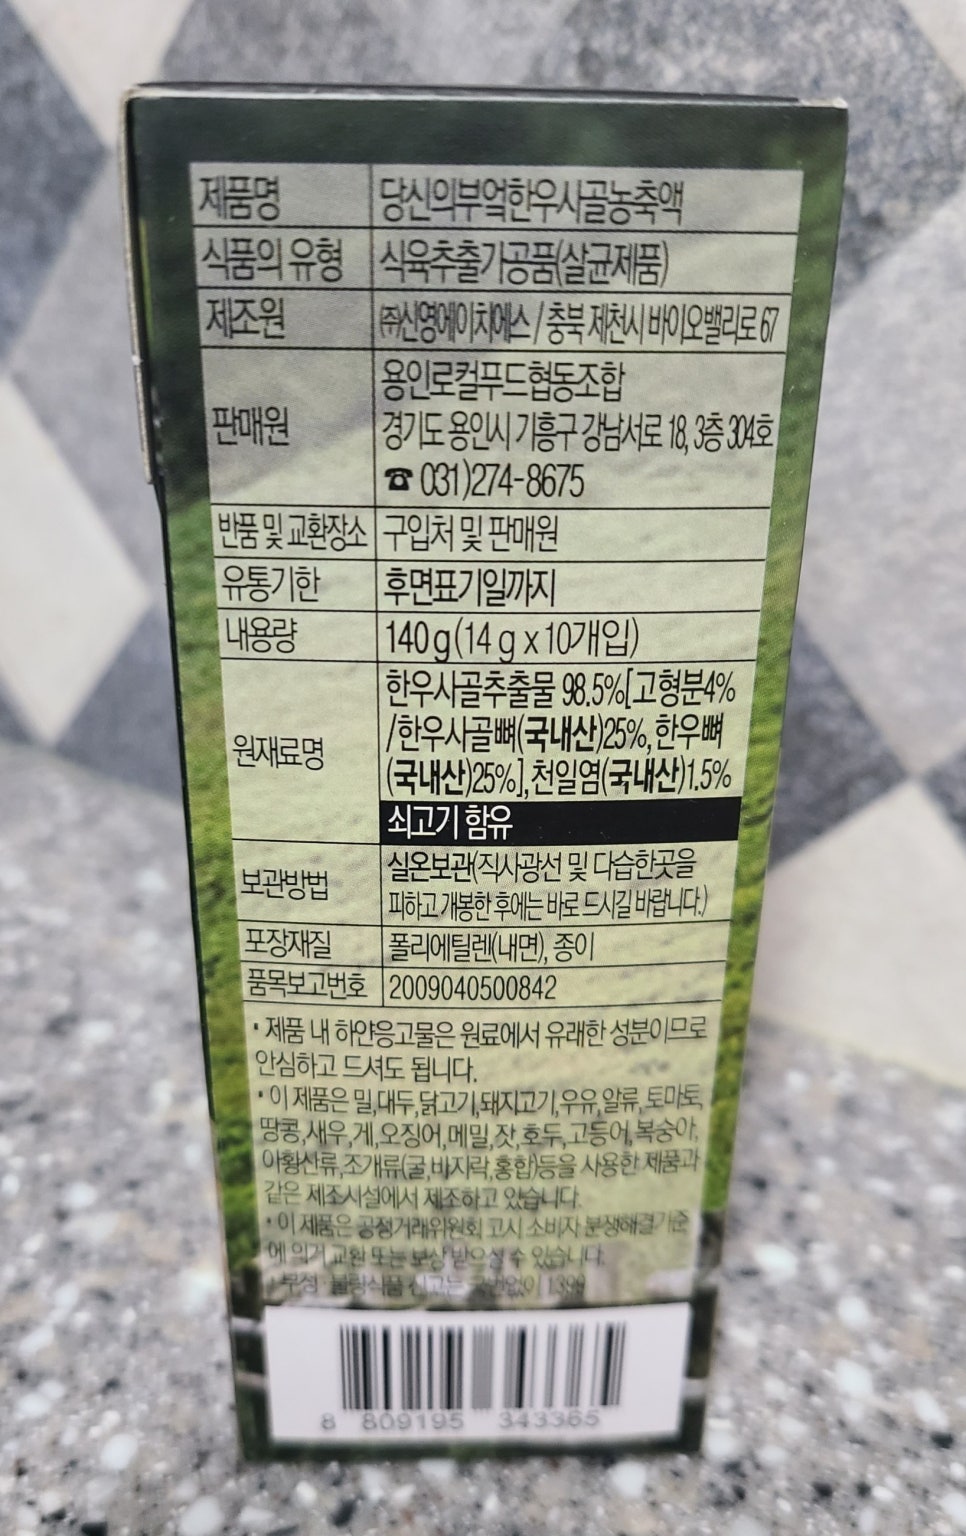 제품명 당신의부엌한우사골농축액
식품의 유형 식육추출가공품(살균제품)
제조원 ㈜신영에이치에스 / 충북 제천시 바이오밸리로 67
판매원
용인로컬푸드협동조합
경기도 용인시 기흥구 강남서로 18, 3층 304호
☎ 031)274-8675
반품 및 교환장소 구입처 및 판매원
유통기한 후면표기일까지
내용량 140g(14g x 10개입)
원재료명
한우사골추출물 98.5%[고형분4%
/한우사골뼈(국내산)25%, 한우뼈
(국내산)25%], 천일염(국내산)1.5%
쇠고기 함유
보관방법
실온보관(직사광선 및 다습한곳을
피하고 개봉한 후에는 바로 드시길 바랍니다.)
포장재질 폴리에틸렌(내면), 종이
품목보고번호 2009040500842
• 제품 내 하얀응고물은 원료에서 유래한 성분이므로
안심하고 드셔도 됩니다.
• 이 제품은 밀,대두,닭고기,돼지고기,우유,알류,토마토,
땅콩,새우,게,오징어,메밀,잣,호두,고등어,복숭아,
아황산류,조개류(굴,바지락,홍합)등을 사용한 제품과
같은 제조시설에서 제조하고 있습니다.
• 이 제품은 공정거래위원회 고시 소비자 분쟁해결기준
에 의거 교환 또는 보상 받으실 수 있습니다.
부정 · 불량식품 신고는 국번없이 1399
8 809195 343365